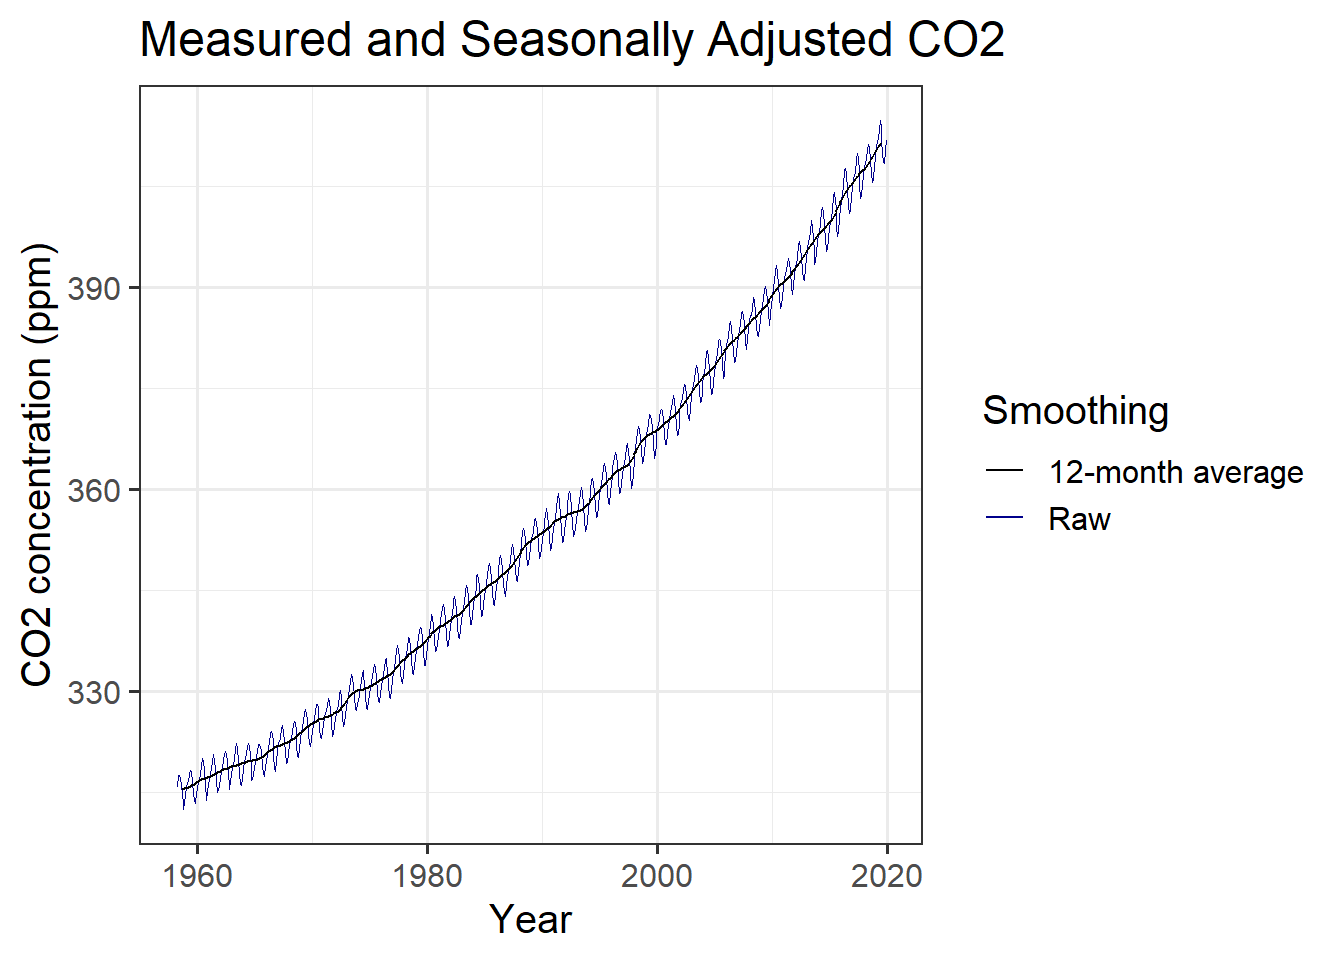 Measured and Seasonally Adjusted CO2
CO2 concentration (ppm)
390
360
330
1960
1980
2000
2020
Year
Smoothing
12-month average
Raw